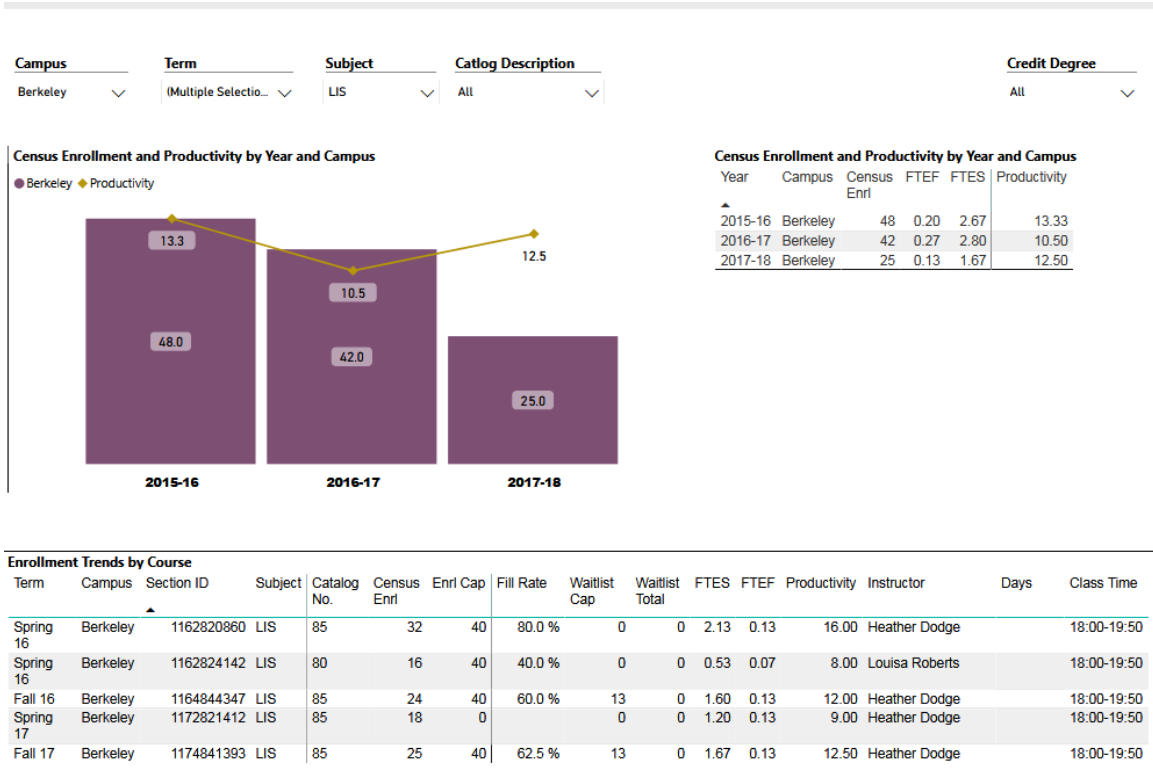 Campus Term Subject Catlog Description Credit Degree
Berkeley (Multiple Selectio... LIS All All
Census Enrollment and Productivity by Year and Campus
Berkeley Productivity
13.3
10.5
12.5
48.0
42.0
25.0
2015-16 2016-17 2017-18
Census Enrollment and Productivity by Year and Campus
Year Campus Census Enrl FTEF FTES Productivity
2015-16 Berkeley 48 0.20 2.67 13.33
2016-17 Berkeley 42 0.27 2.80 10.50
2017-18 Berkeley 25 0.13 1.67 12.50
Enrollment Trends by Course
Term Campus Section ID Subject Catalog No. Census Enrl Enrl Cap Fill Rate Waitlist Cap Waitlist Total FTES FTEF Productivity Instructor Days Class Time
Spring 16 Berkeley 1162820860 LIS 85 32 40 80.0 % 0 0 2.13 0.13 16.00 Heather Dodge 18:00-19:50
Spring 16 Berkeley 1162824142 LIS 80 16 40 40.0 % 0 0 0.53 0.07 8.00 Louisa Roberts 18:00-19:50
Fall 16 Berkeley 1164844347 LIS 85 24 40 60.0 % 13 0 1.60 0.13 12.00 Heather Dodge 18:00-19:50
Spring 17 Berkeley 1172821412 LIS 85 18 0 0 0 1.20 0.13 9.00 Heather Dodge 18:00-19:50
Fall 17 Berkeley 1174841393 LIS 85 25 40 62.5 % 13 0 1.67 0.13 12.50 Heather Dodge 18:00-19:50